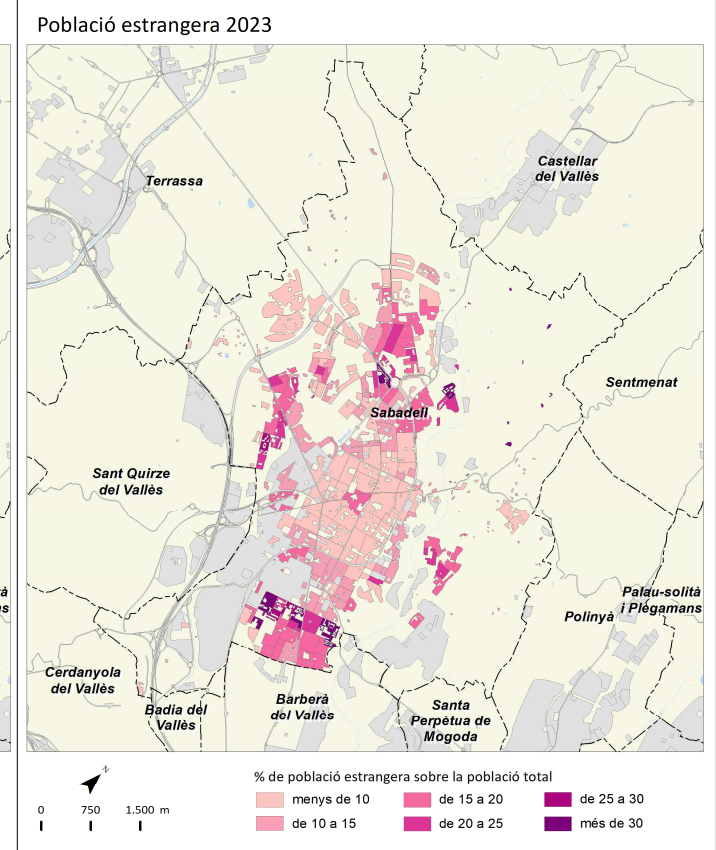 Població estrangera 2023
Castellar
del Vallès
Terrassa
Sentmenat
Sabadell
Sant Quirze
del Vallès
Palau-solità
i Plegamans
Polinyà
Cerdanyola
del Vallès
Badia del
Vallès
Barberà
del Vallès
Santa
Perpètua de
Mogoda
N
0 750 1.500 m
% de població estrangera sobre la població total
menys de 10
de 10 a 15
de 15 a 20
de 20 a 25
de 25 a 30
més de 30